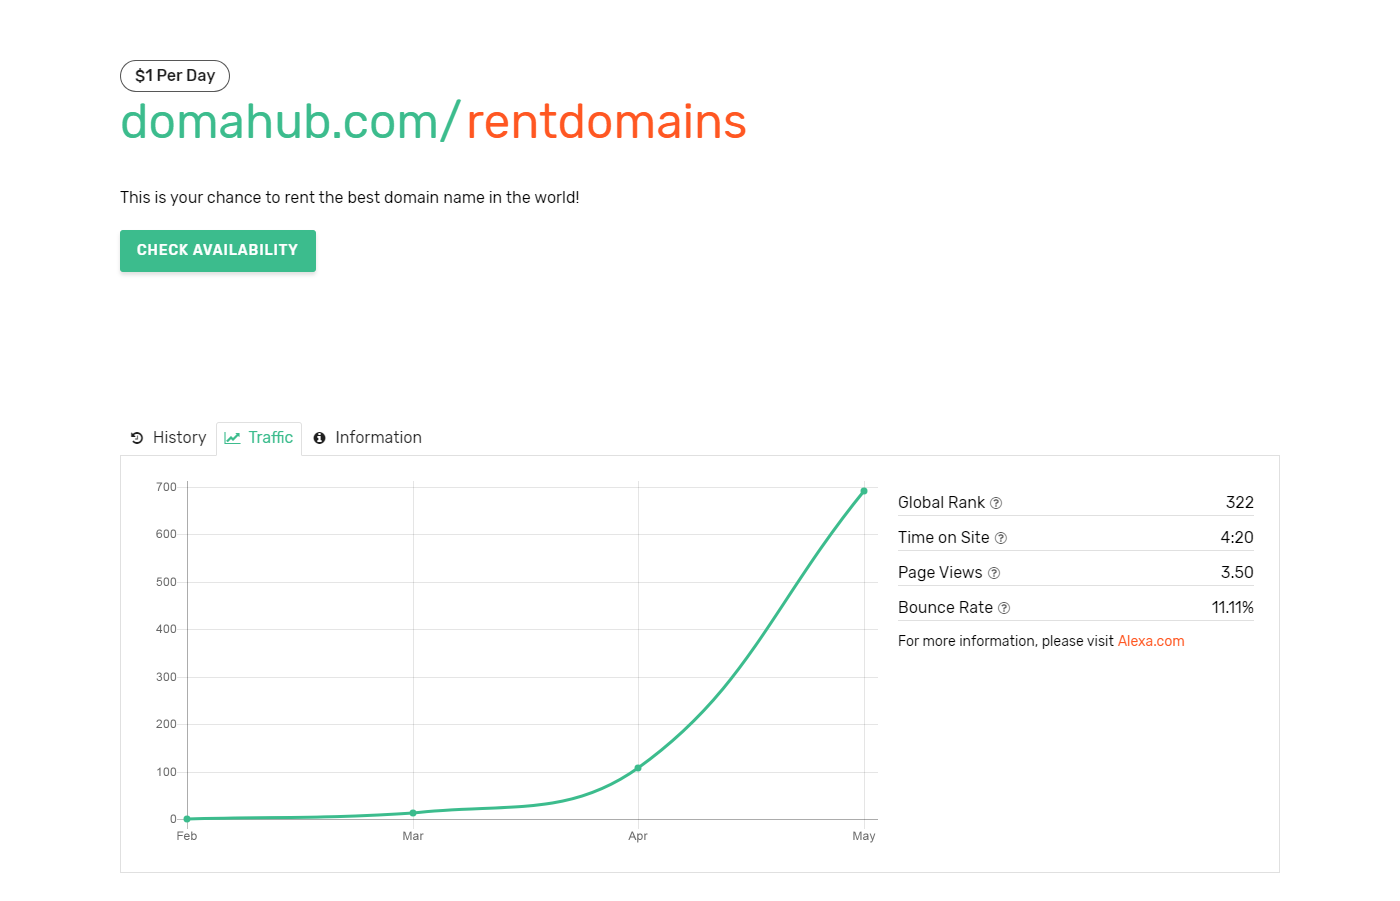 $1 Per Day
domahub.com/rentdomains
This is your chance to rent the best domain name in the world!
CHECK AVAILABILITY
History Traffic Information
700
600
500
400
300
200
100
0
Feb Mar Apr May
Global Rank 322
Time on Site 4:20
Page Views 3.50
Bounce Rate 11.11%
For more information, please visit Alexa.com